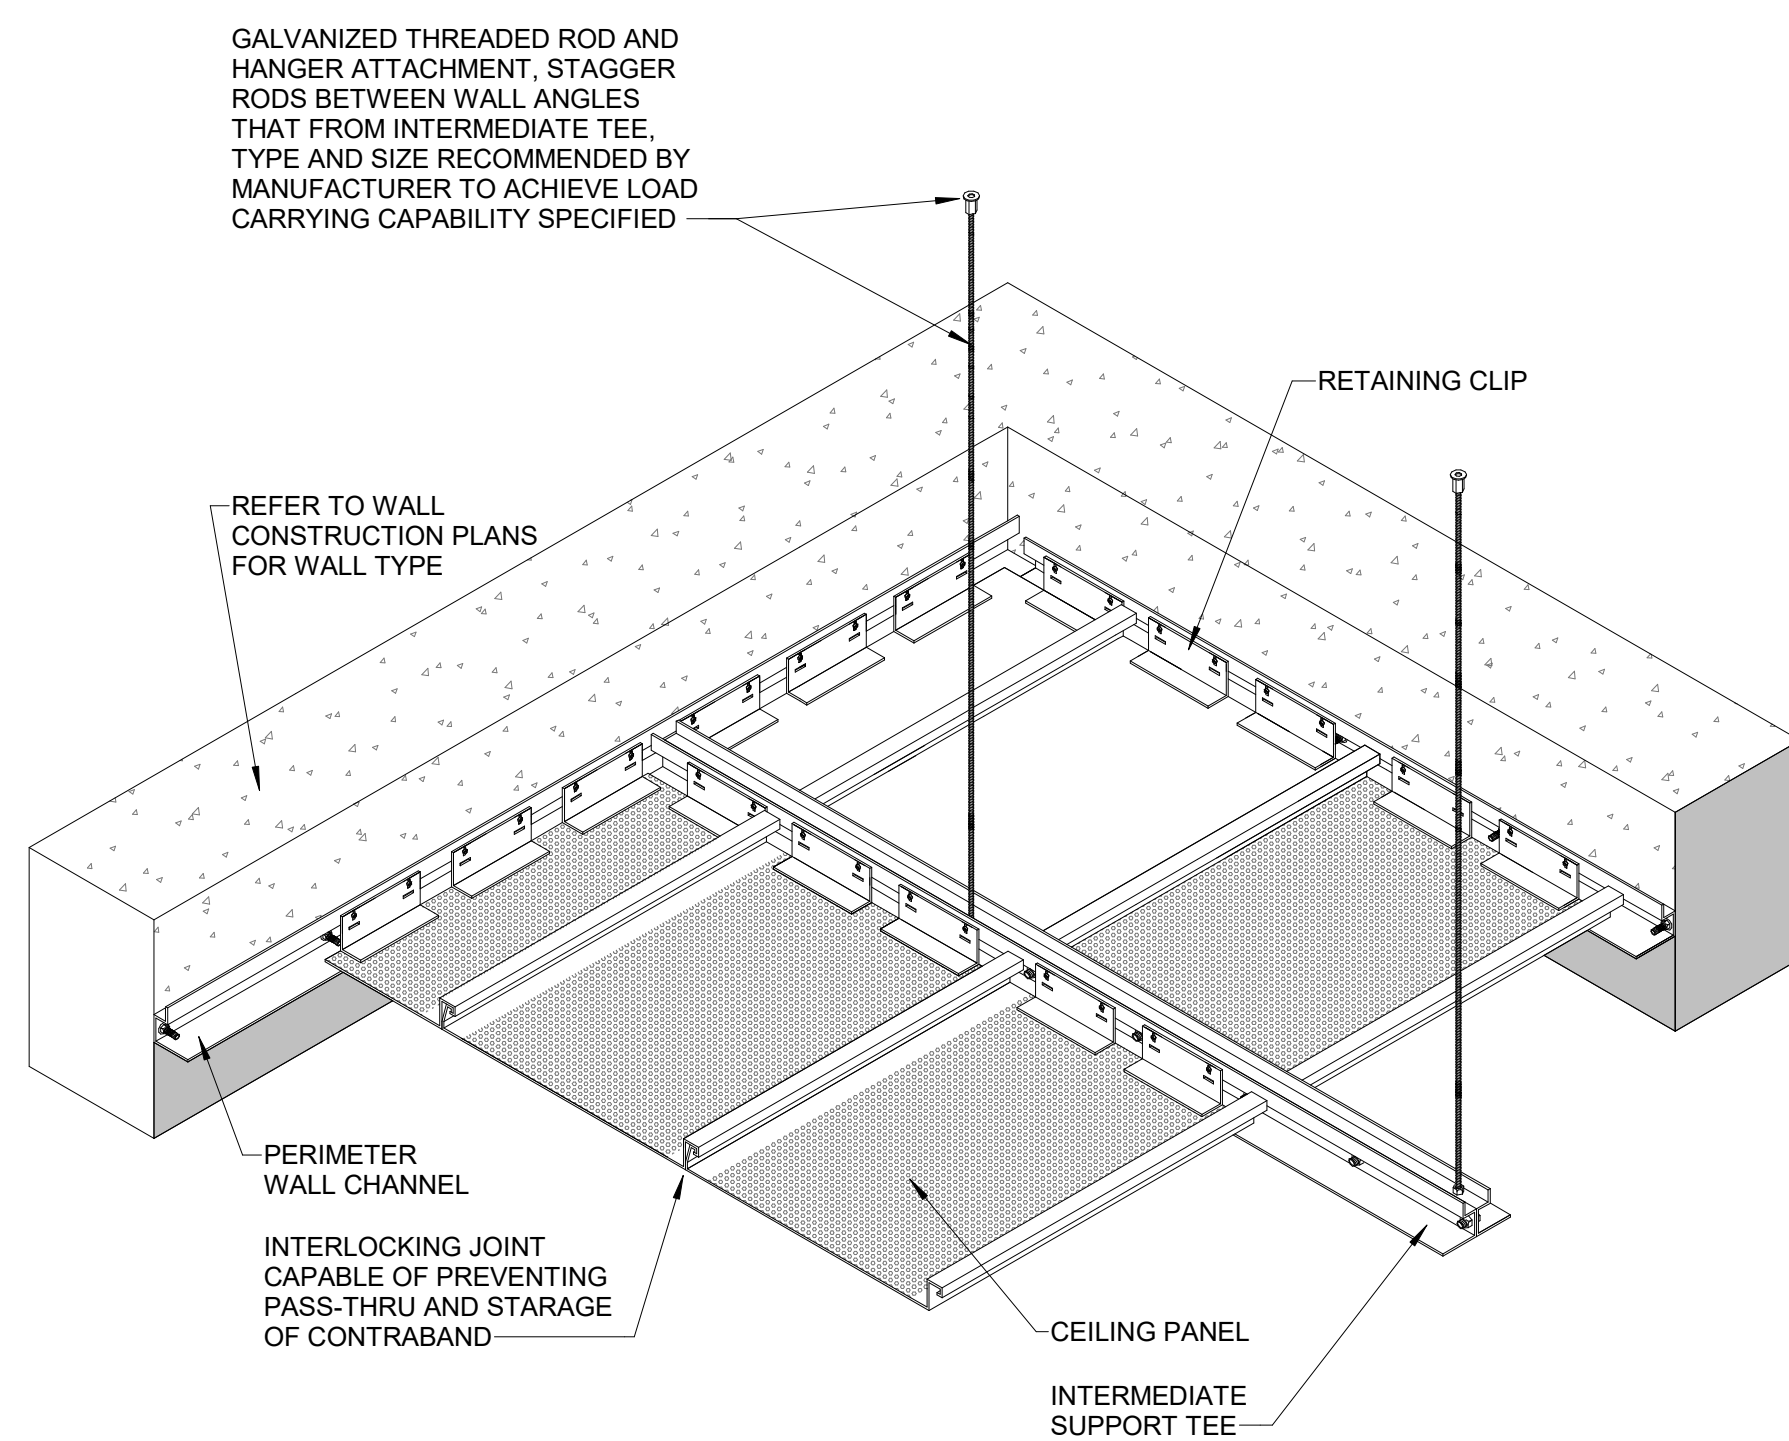 GALVANIZED THREADED ROD AND
HANGER ATTACHMENT, STAGGER
RODS BETWEEN WALL ANGLES
THAT FROM INTERMEDIATE TEE,
TYPE AND SIZE RECOMMENDED BY
MANUFACTURER TO ACHIEVE LOAD
CARRYING CAPABILITY SPECIFIED
RETAINING CLIP
REFER TO WALL
CONSTRUCTION PLANS
FOR WALL TYPE
PERIMETER
WALL CHANNEL
INTERLOCKING JOINT
CAPABLE OF PREVENTING
PASS-THRU AND STARAGE
OF CONTRABAND
CEILING PANEL
INTERMEDIATE
SUPPORT TEE